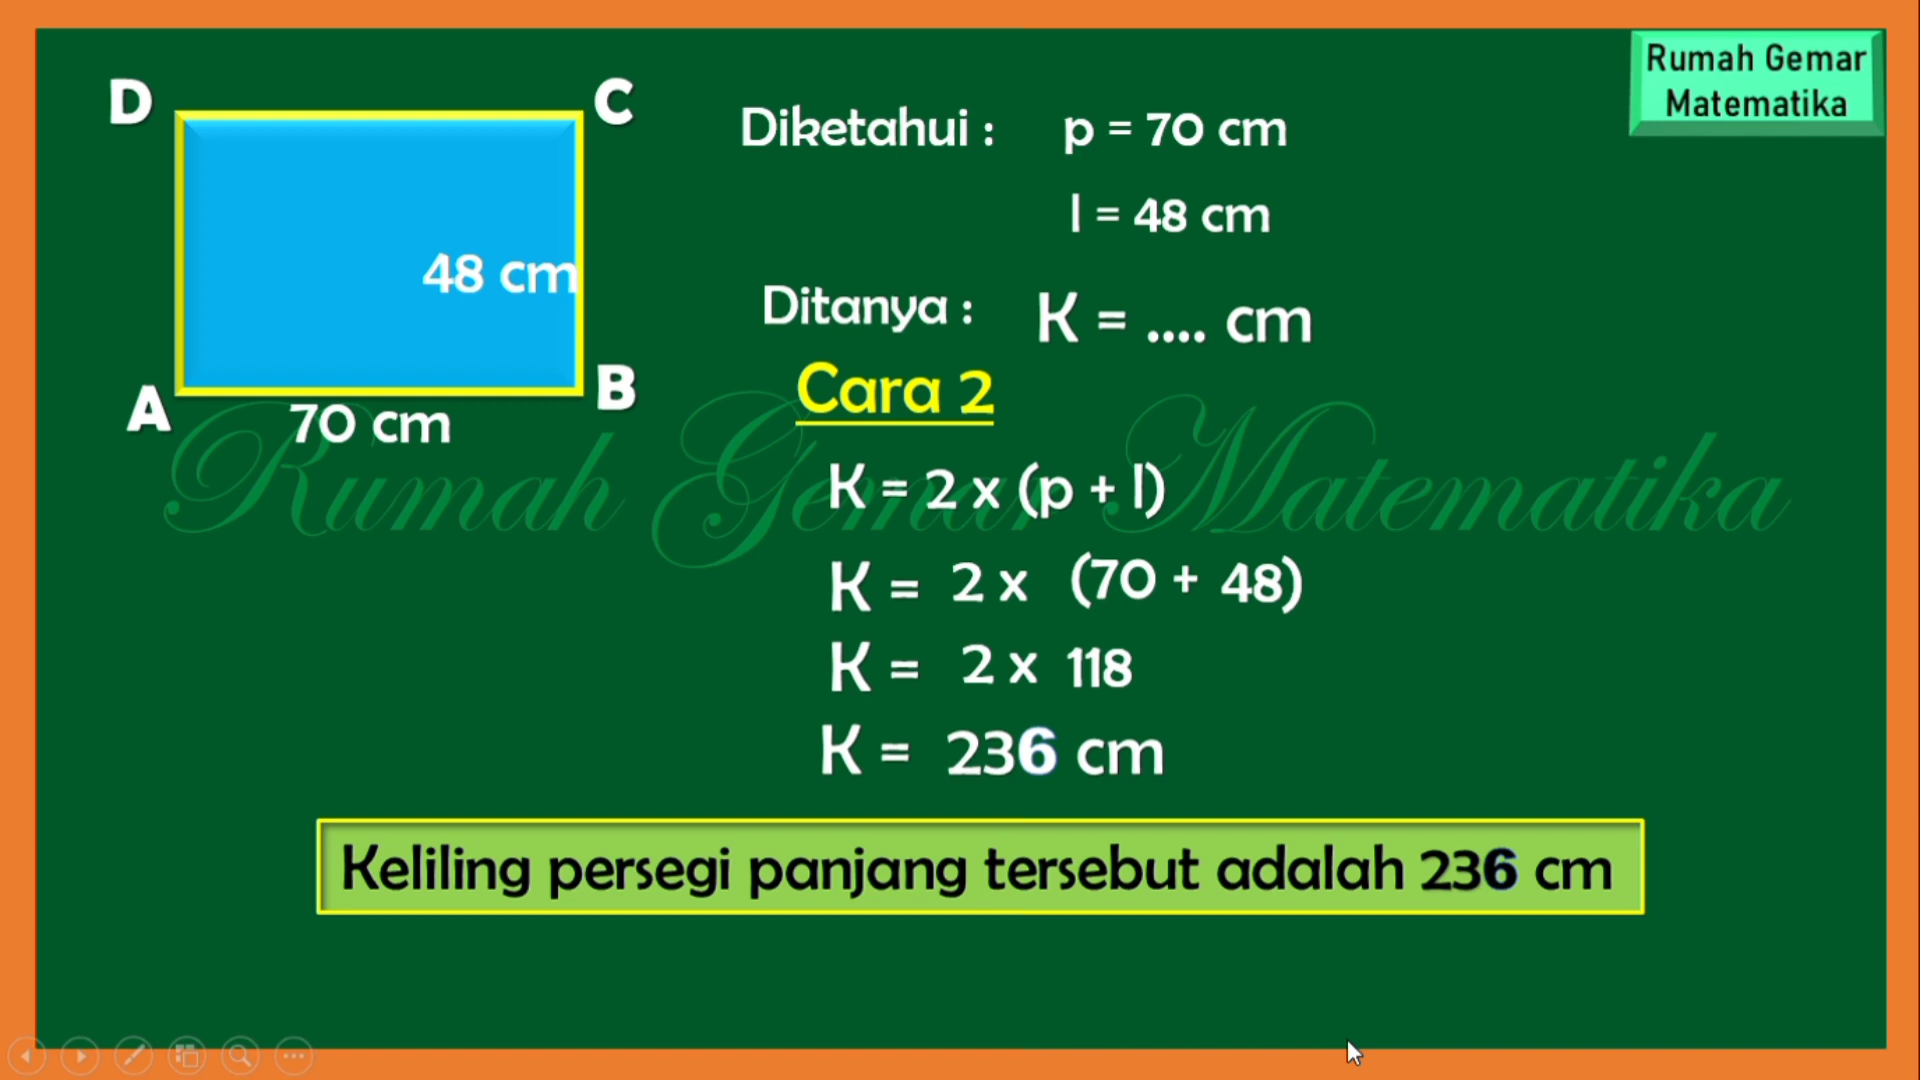 Rumah Gemar
Matematika
D
C
48 cm
A
B
70 cm
Diketahui : p = 70 cm
l = 48 cm
Ditanya : K = .... cm
Cara 2
K = 2 x (p + l)
K = 2 x (70 + 48)
K = 2 x 118
K = 236 cm
Keliling persegi panjang tersebut adalah 236 cm
Rumah Gemar Matematika